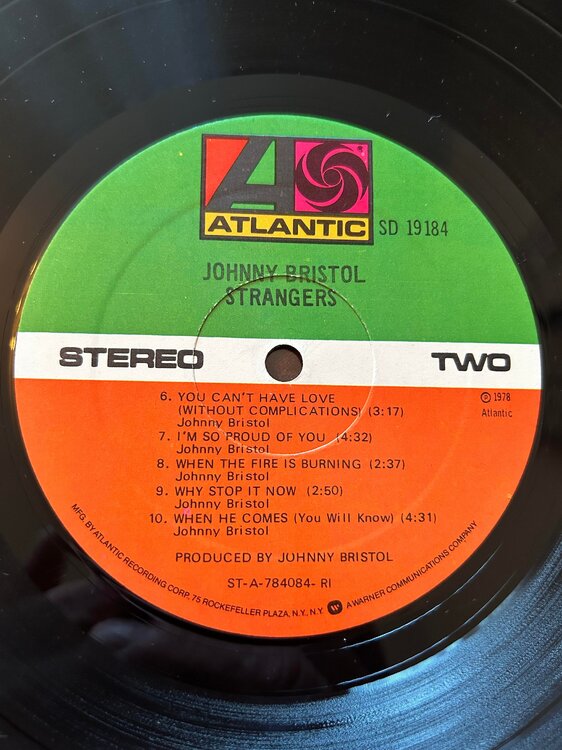 ATLANTIC
SD 19184
JOHNNY BRISTOL
STRANGERS
STEREO
TWO
6. YOU CAN'T HAVE LOVE
(WITHOUT COMPLICATIONS) (3:17)
Johnny Bristol
7. I'M SO PROUD OF YOU (4:32)
Johnny Bristol
8. WHEN THE FIRE IS BURNING (2:37)
Johnny Bristol
9. WHY STOP IT NOW (2:50)
Johnny Bristol
10. WHEN HE COMES (You Will Know) (4:31)
Johnny Bristol
℗ 1978
Atlantic
PRODUCED BY JOHNNY BRISTOL
ST-A-784084- RI
MFG. BY ATLANTIC RECORDING CORP., 75 ROCKEFELLER PLAZA, N.Y., N.Y. A WARNER COMMUNICATIONS COMPANY